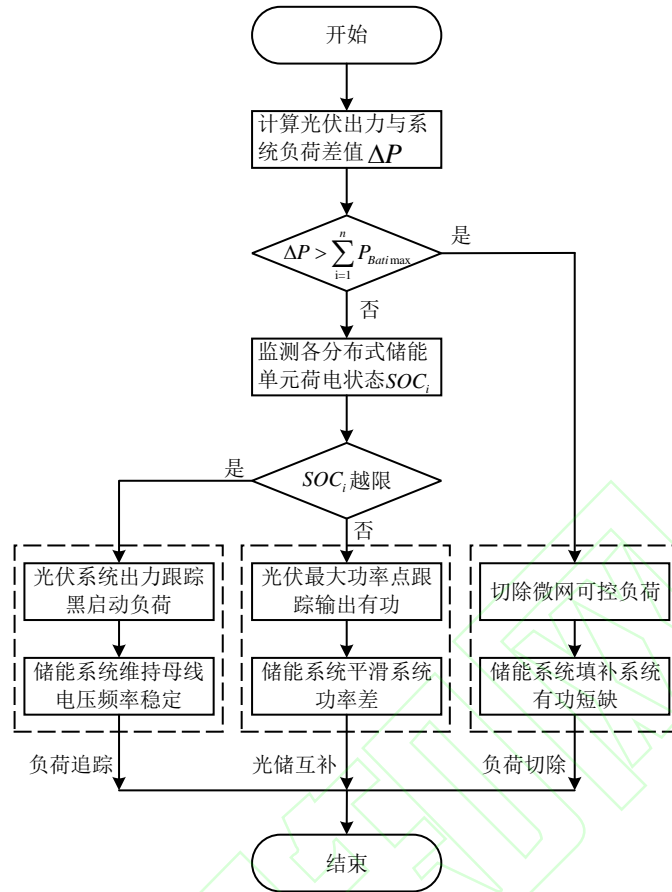 开始
计算光伏出力与系
统负荷差值 ΔP
ΔP > ∑_{i=1}^{n} P_{Bati max}
是
否
监测各分布式储能
单元荷电状态SOC_i
SOC_i 越限
是
否
光伏系统出力跟踪
黑启动负荷
储能系统维持母线
电压频率稳定
负荷追踪
光伏最大功率点跟
踪输出有功
储能系统平滑系统
功率差
光储互补
切除微网可控负荷
储能系统填补系统
有功短缺
负荷切除
结束